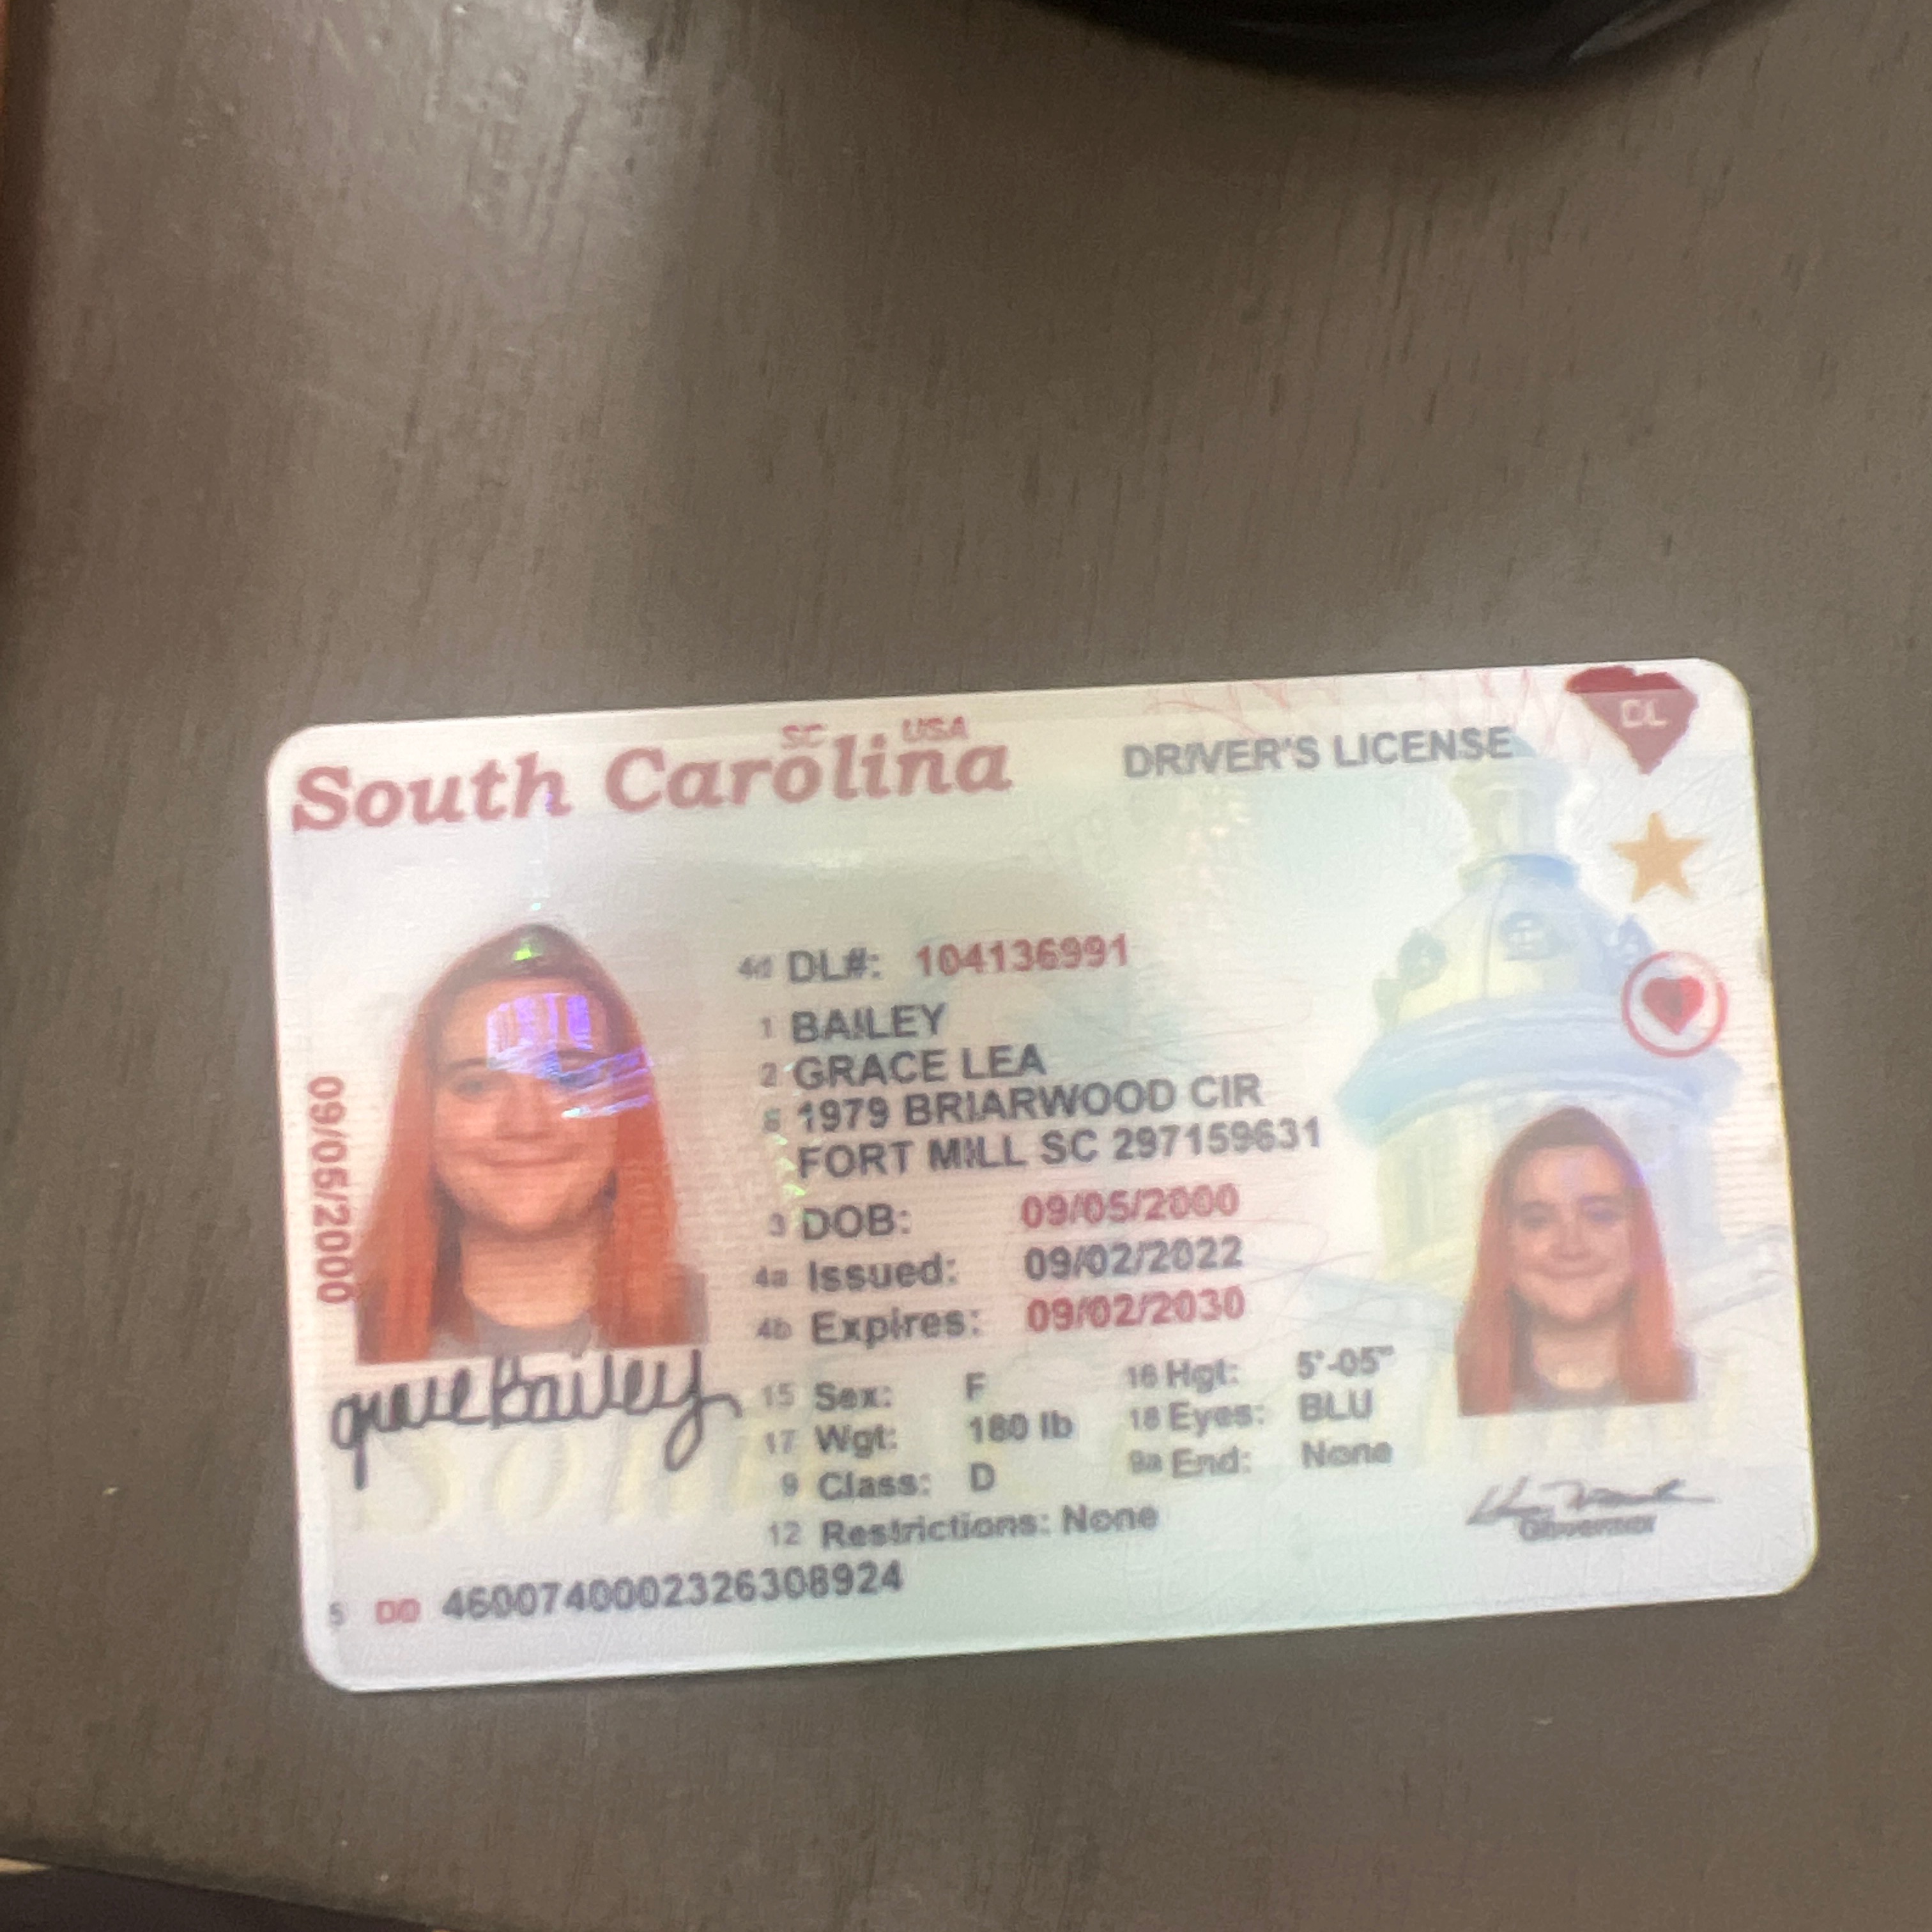 South Carolina
SC USA
DRIVER'S LICENSE
DL
4d DL#: 104136991
1 BAILEY
2 GRACE LEA
8 1979 BRIARWOOD CIR
FORT MILL SC 297159631
3 DOB: 09/05/2000
4a Issued: 09/02/2022
4b Expires: 09/02/2030
15 Sex: F 16 Hgt: 5'-05"
17 Wgt: 180 lb 18 Eyes: BLU
9 Class: D 9a End: None
12 Restrictions: None
5 DD 4600740002326308924
09/05/2000
Grace Bailey
Governor